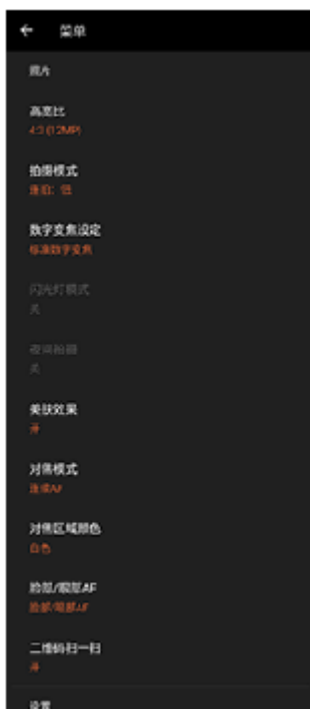 菜单
照片
高宽比
4:3 (12MP)
拍摄模式
连拍：低
数字变焦设定
标准数字变焦
闪光灯模式
关
夜间拍摄
关
美肤效果
开
对焦模式
连续AF
对焦区域颜色
白色
脸部/眼部AF
脸部/眼部AF
二维码扫一扫
开
设置